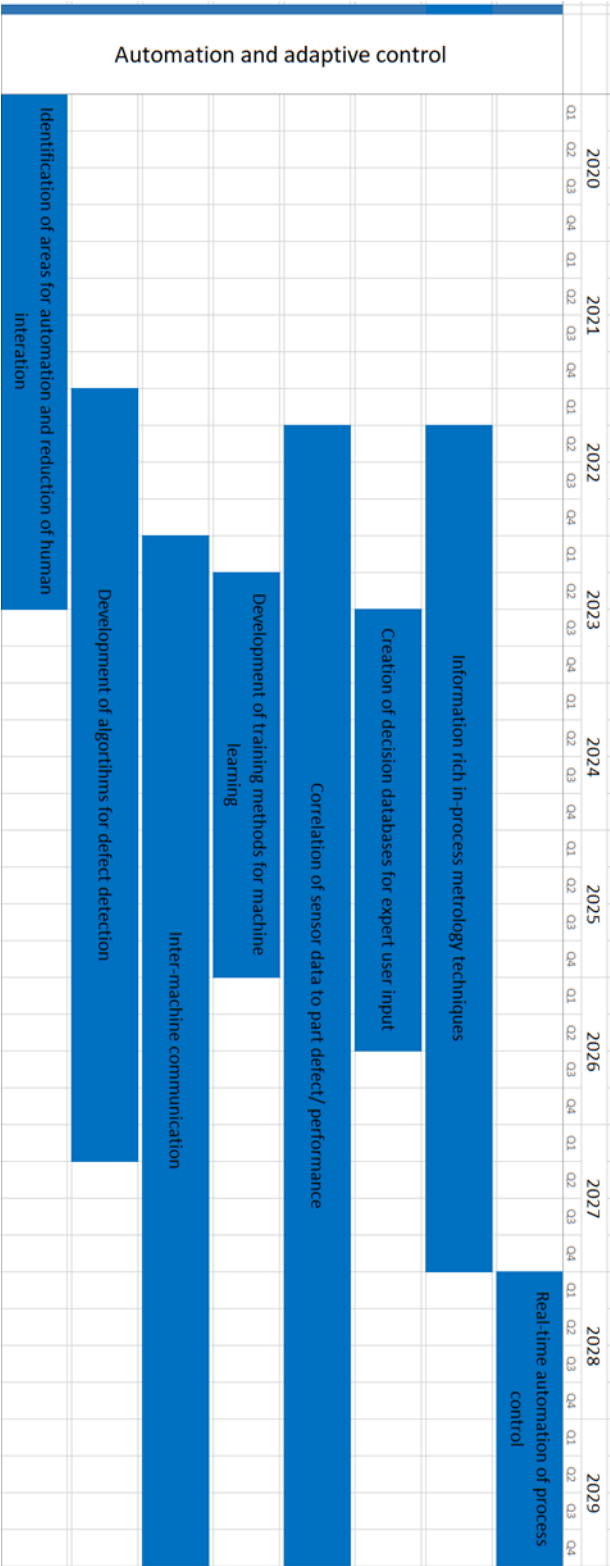 Automation and adaptive control
2020
2021
2022
2023
2024
2025
2026
2027
2028
2029
Q1 Q2 Q3 Q4 Q1 Q2 Q3 Q4 Q1 Q2 Q3 Q4 Q1 Q2 Q3 Q4 Q1 Q2 Q3 Q4 Q1 Q2 Q3 Q4 Q1 Q2 Q3 Q4 Q1 Q2 Q3 Q4 Q1 Q2 Q3 Q4 Q1 Q2 Q3 Q4
Real-time automation of process
control
Information rich in-process metrology techniques
Creation of decision databases for expert user input
Correlation of sensor data to part defect/ performance
Development of training methods for machine
learning
Inter-machine communication
Development of algortihms for defect detection
Identification of areas for automation and reduction of human
interation